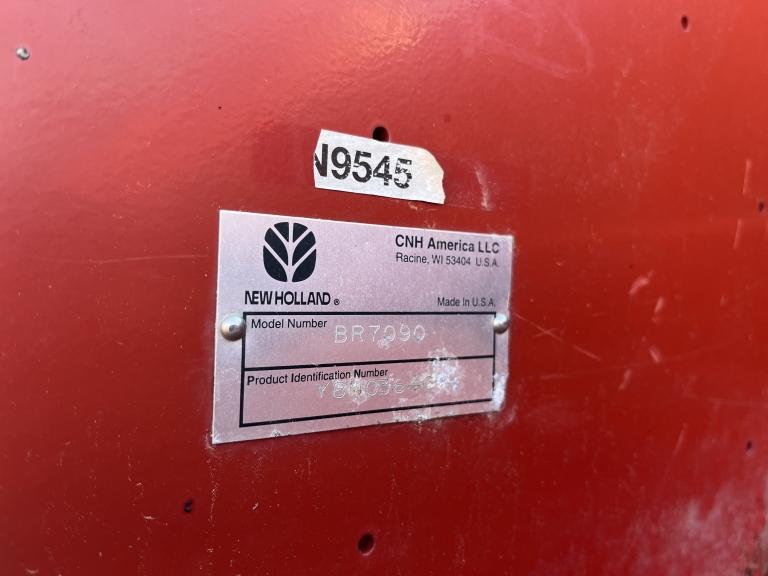 N9545
CNH America LLC
Racine, WI 53404 U.S.A.
NEW HOLLAND ®
Made In U.S.A.
Model Number
BR7090
Product Identification Number